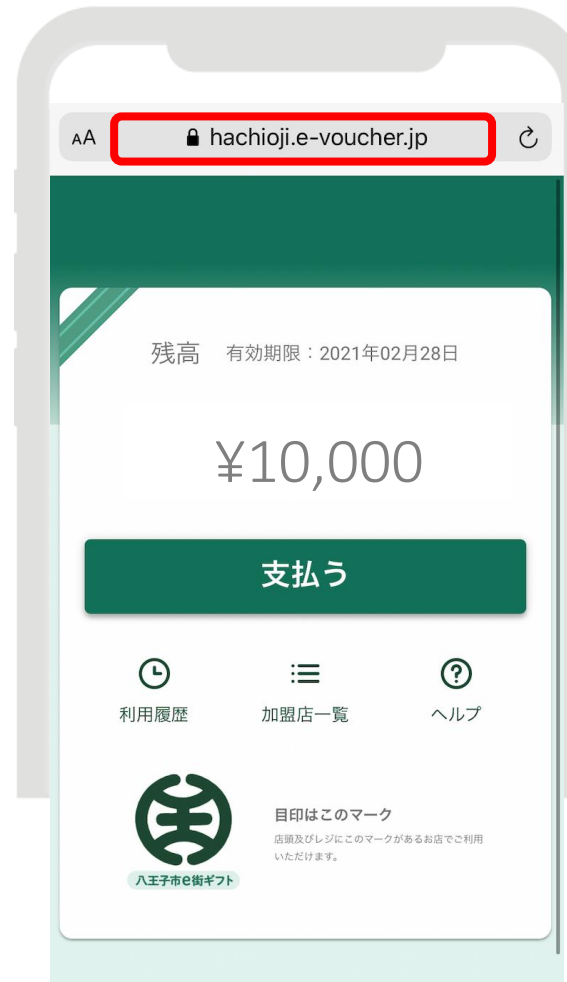 AA hachioji.e-voucher.jp
残高 有効期限：2021年02月28日
¥10,000
支払う
利用履歴 加盟店一覧 ヘルプ
目印はこのマーク
店頭及びレジにこのマークがあるお店でご利用
いただけます。
八王子市e街ギフト